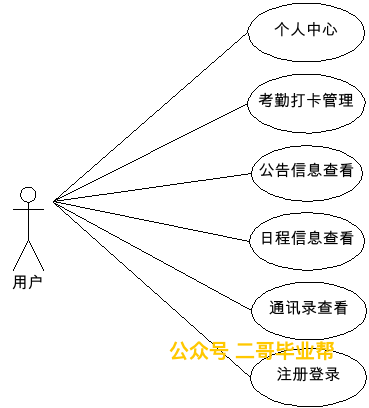 个人中心
考勤打卡管理
公告信息查看
日程信息查看
用户
通讯录查看
公众号 二哥毕业帮
注册登录